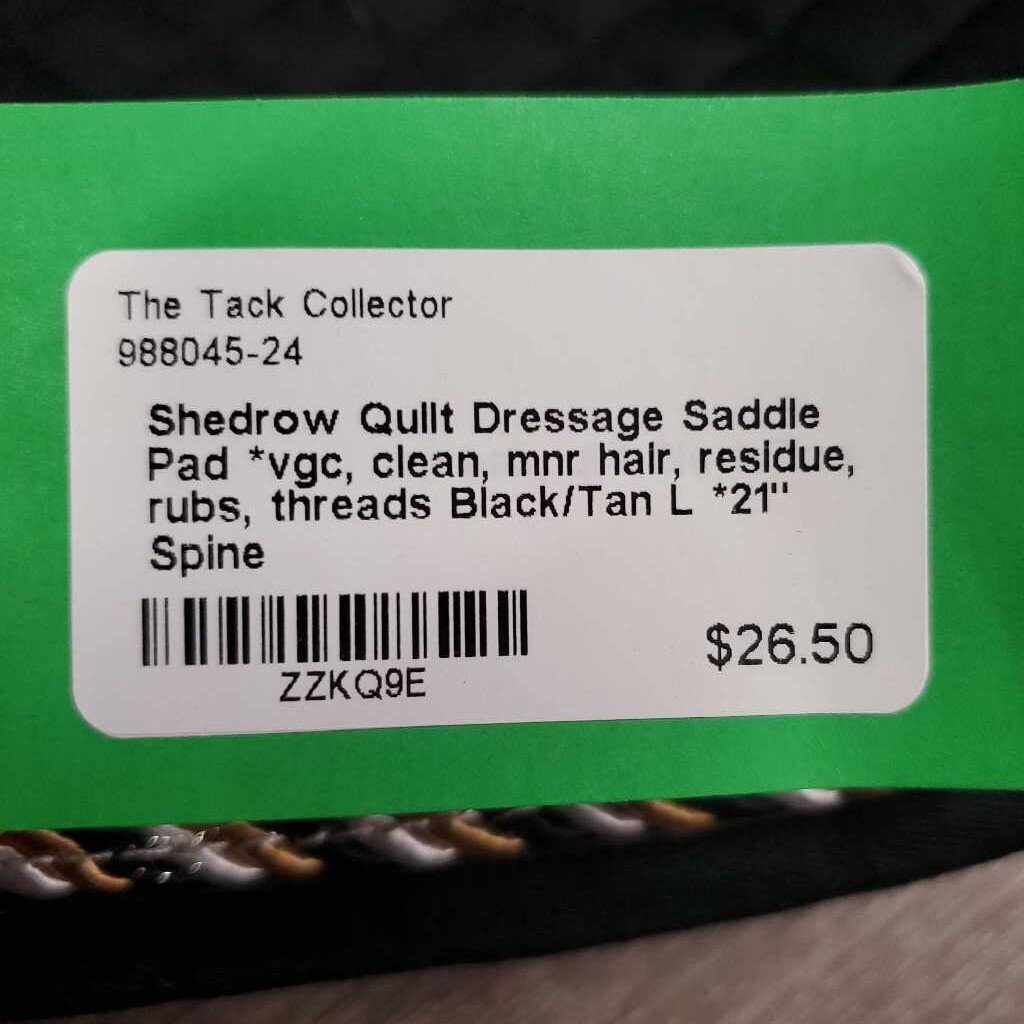 The Tack Collector
988045-24
Shedrow Quilt Dressage Saddle
Pad *vgc, clean, mnr hair, residue,
rubs, threads Black/Tan L *21"
Spine
ZZKQ9E
$26.50